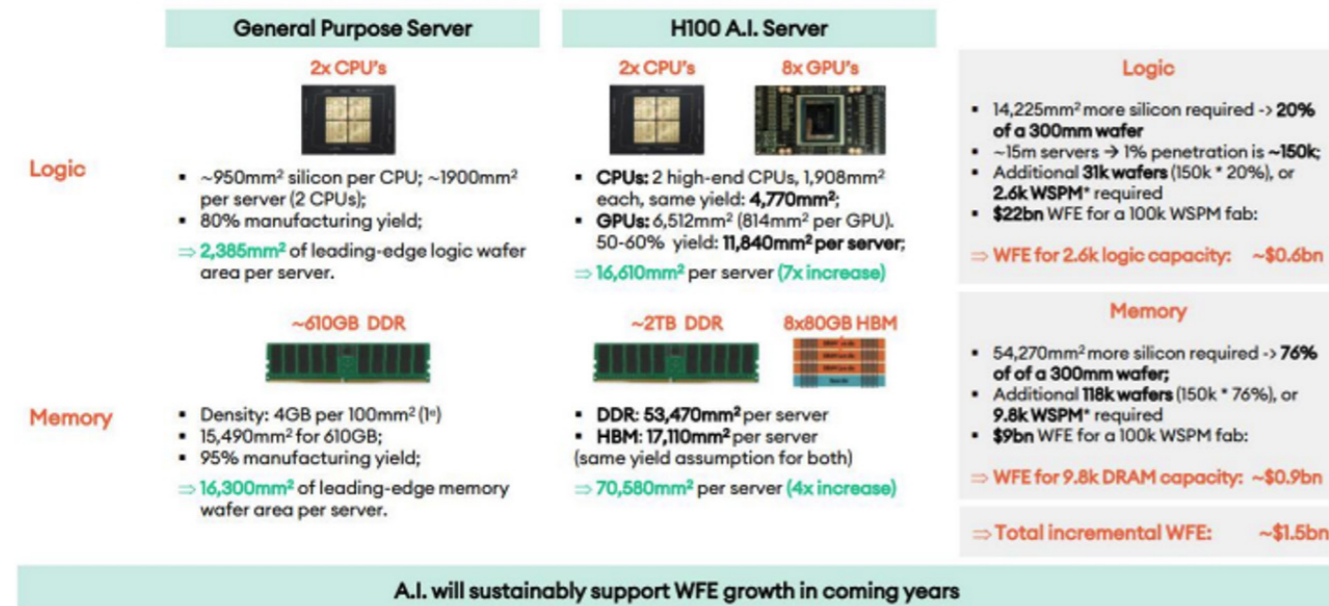 General Purpose Server
H100 A.I. Server
2x CPU's
2x CPU's
8x GPU's
Logic
▪ ~950mm² silicon per CPU; ~1900mm²
per server (2 CPUs);
▪ 80% manufacturing yield;
⇒ 2,385mm² of leading-edge logic wafer
area per server.
▪ CPUs: 2 high-end CPUs, 1,908mm²
each, same yield: 4,770mm²;
▪ GPUs: 6,512mm² (814mm² per GPU).
50-60% yield: 11,840mm² per server;
⇒ 16,610mm² per server (7x increase)
Logic
▪ 14,225mm² more silicon required -> 20%
of a 300mm wafer
▪ ~15m servers → 1% penetration is ~150k;
▪ Additional 31k wafers (150k * 20%), or
2.6k WSPM* required
▪ $22bn WFE for a 100k WSPM fab:
⇒ WFE for 2.6k logic capacity: ~$0.6bn
~610GB DDR
~2TB DDR
8x80GB HBM
Memory
▪ Density: 4GB per 100mm² (1ᵅ)
▪ 15,490mm² for 610GB;
▪ 95% manufacturing yield;
⇒ 16,300mm² of leading-edge memory
wafer area per server.
▪ DDR: 53,470mm² per server
▪ HBM: 17,110mm² per server
(same yield assumption for both)
⇒ 70,580mm² per server (4x increase)
Memory
▪ 54,270mm² more silicon required -> 76%
of of a 300mm wafer;
▪ Additional 118k wafers (150k * 76%), or
9.8k WSPM* required
▪ $9bn WFE for a 100k WSPM fab:
⇒ WFE for 9.8k DRAM capacity: ~$0.9bn
⇒ Total incremental WFE: ~$1.5bn
A.I. will sustainably support WFE growth in coming years